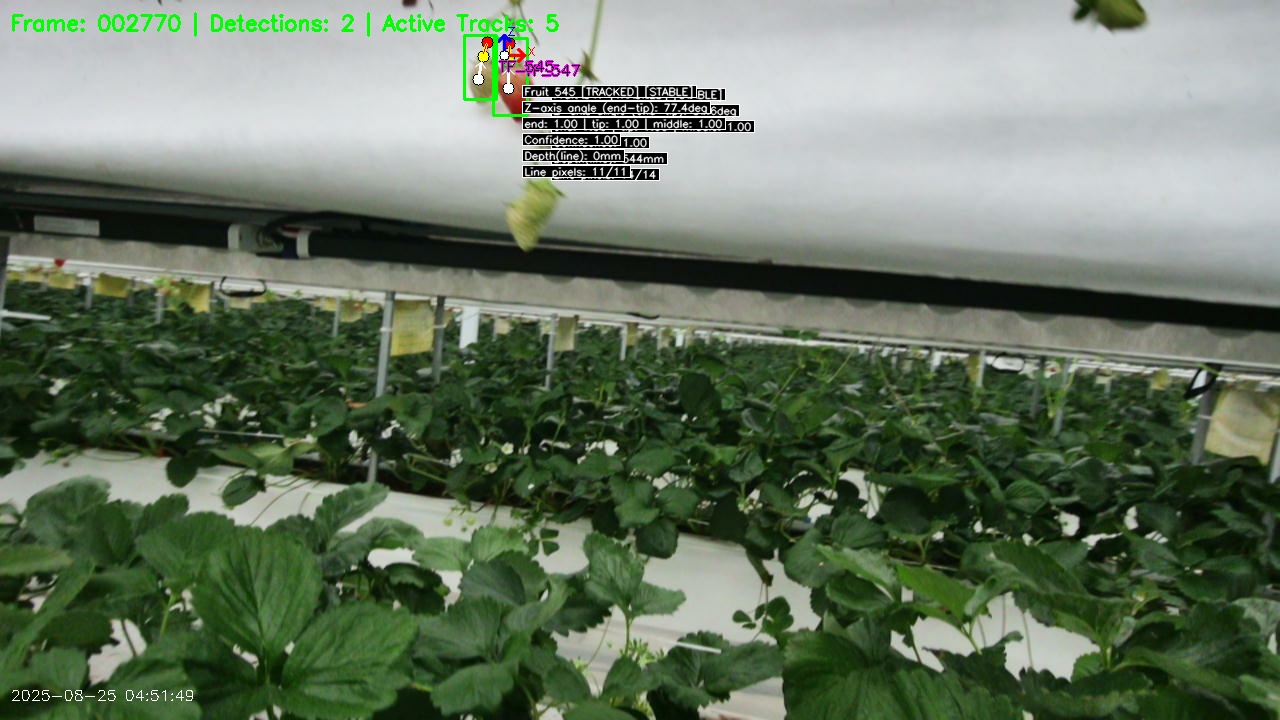 Frame: 002770 | Detections: 2 | Active Tracks: 5
Z
X
545
547
Fruit 545 [TRACKED] [STABLE]
Z-axis angle (end-tip): 77.4deg
end: 1.00 | tip: 1.00 | middle: 1.00
Confidence: 1.00
Depth(line): 0mm
Line pixels: 11/11
2025-08-25 04:51:49